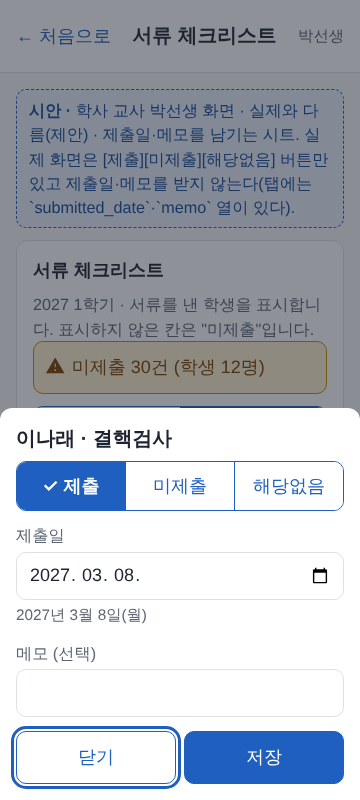 ← 처음으로
서류 체크리스트
박선생
시안 · 학사 교사 박선생 화면 · 실제와 다
름(제안) · 제출일·메모를 남기는 시트. 실
제 화면은 [제출][미제출][해당없음] 버튼만
있고 제출일·메모를 받지 않는다(탭에는
`submitted_date`·`memo` 열이 있다).
서류 체크리스트
2027 1학기 · 서류를 낸 학생을 표시합니
다. 표시하지 않은 칸은 "미제출"입니다.
미제출 30건 (학생 12명)
이나래 · 결핵검사
✓ 제출
미제출
해당없음
제출일
2027. 03. 08.
2027년 3월 8일(월)
메모 (선택)
닫기
저장